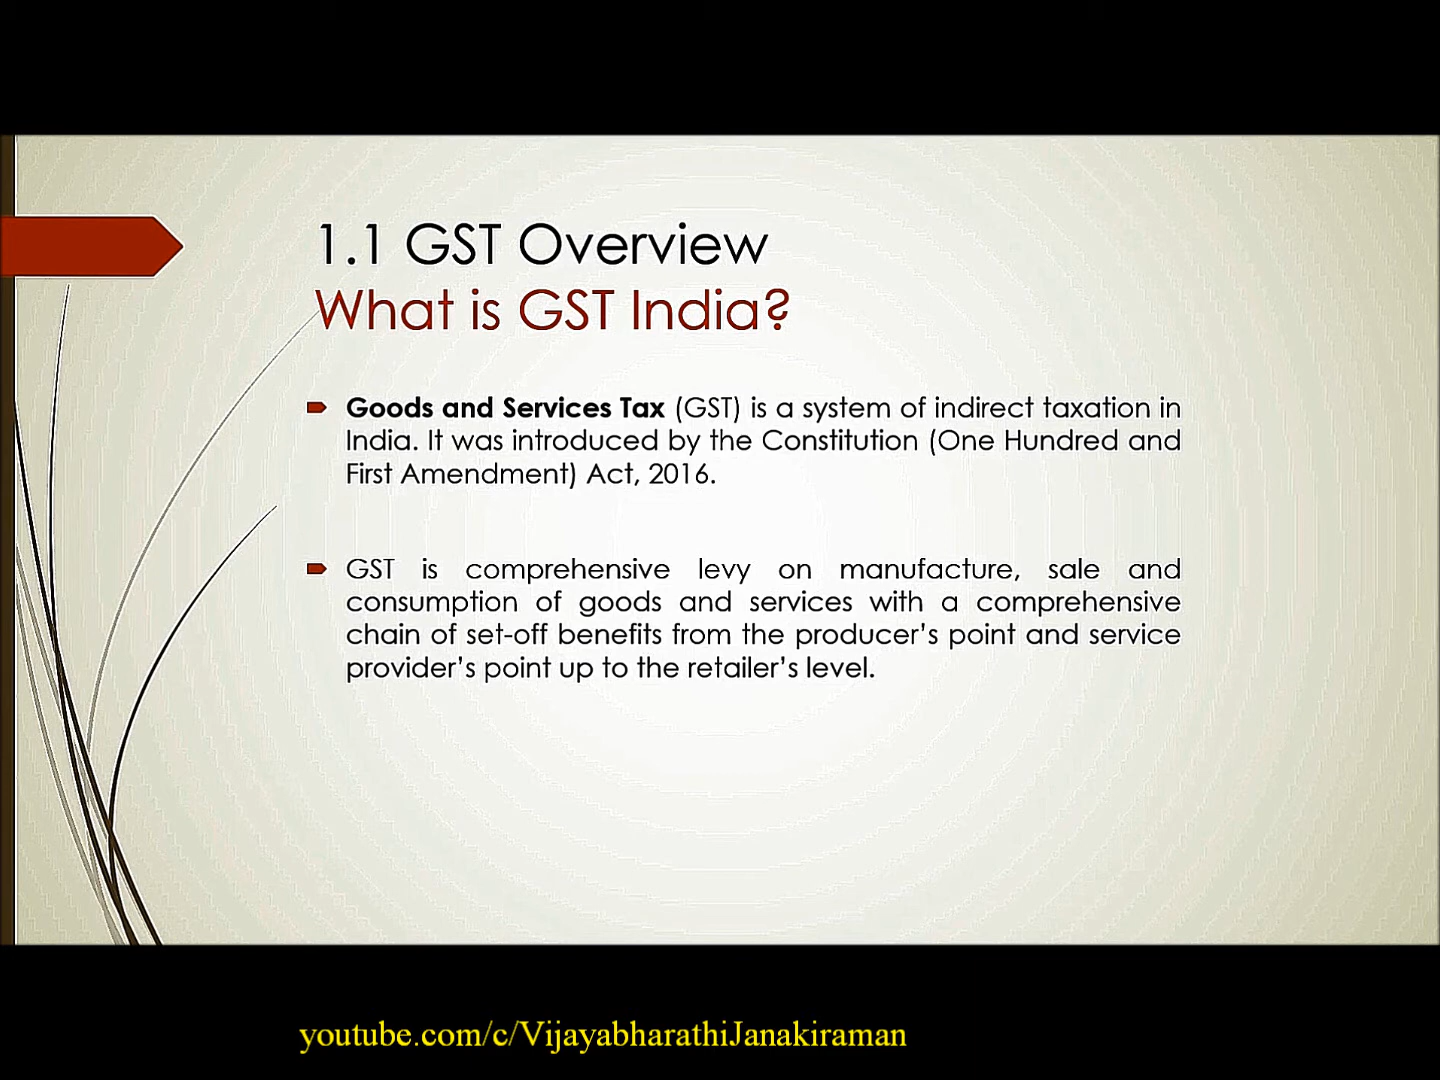 1.1 GST Overview
What is GST India?
Goods and Services Tax (GST) is a system of indirect taxation in
India. It was introduced by the Constitution (One Hundred and
First Amendment) Act, 2016.
GST is comprehensive levy on manufacture, sale and
consumption of goods and services with a comprehensive
chain of set-off benefits from the producer’s point and service
provider’s point up to the retailer’s level.
youtube.com/c/VijayabharathiJanakiraman